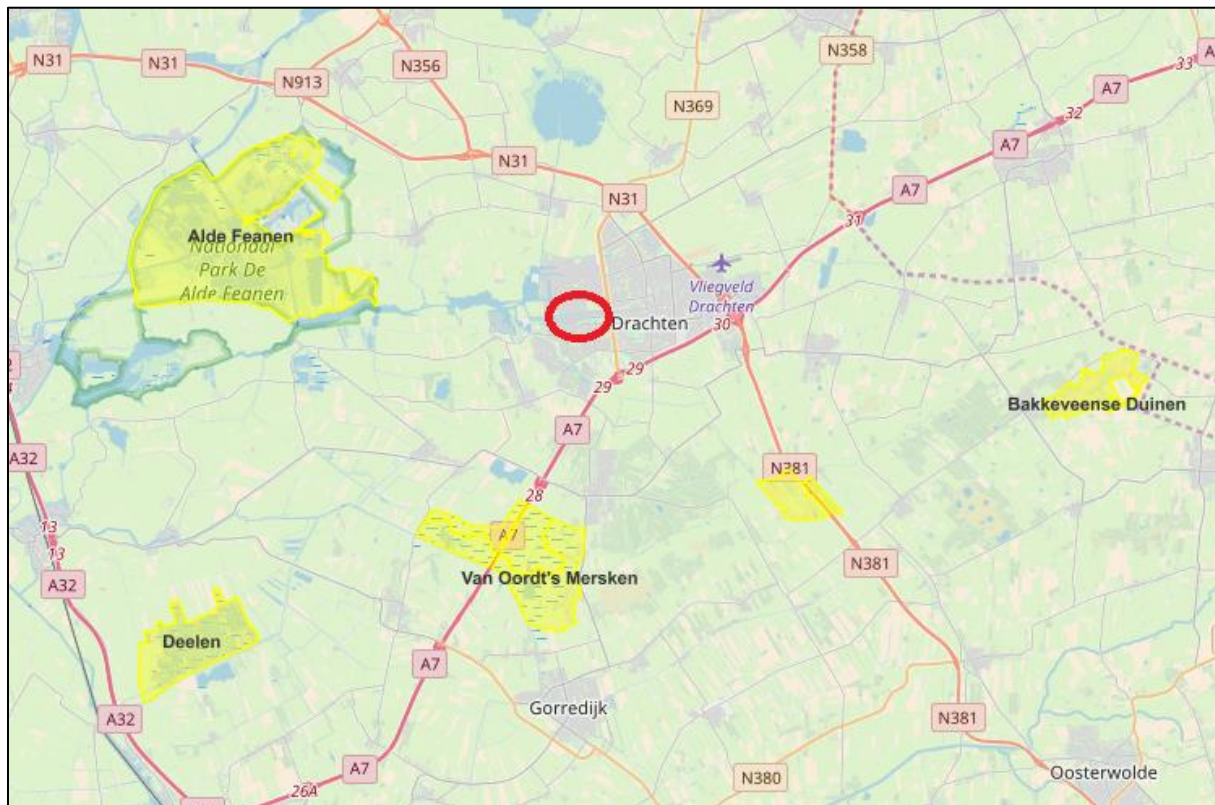 N31
N31
N913
N356
N369
N358
33
A7
32
A7
N31
A7
N31
31
Alde Feanen
Nationaal
Park De
Alde Feanen
Vliegveld
Drachten
Drachten
30
29
29
A7
Bakkeveense Duinen
A32
N381
28
A7
13
13
A32
N381
Van Oordt's Mersken
Deelen
A7
Gorredijk
A32
N381
A7
N380
Oosterwolde
26A